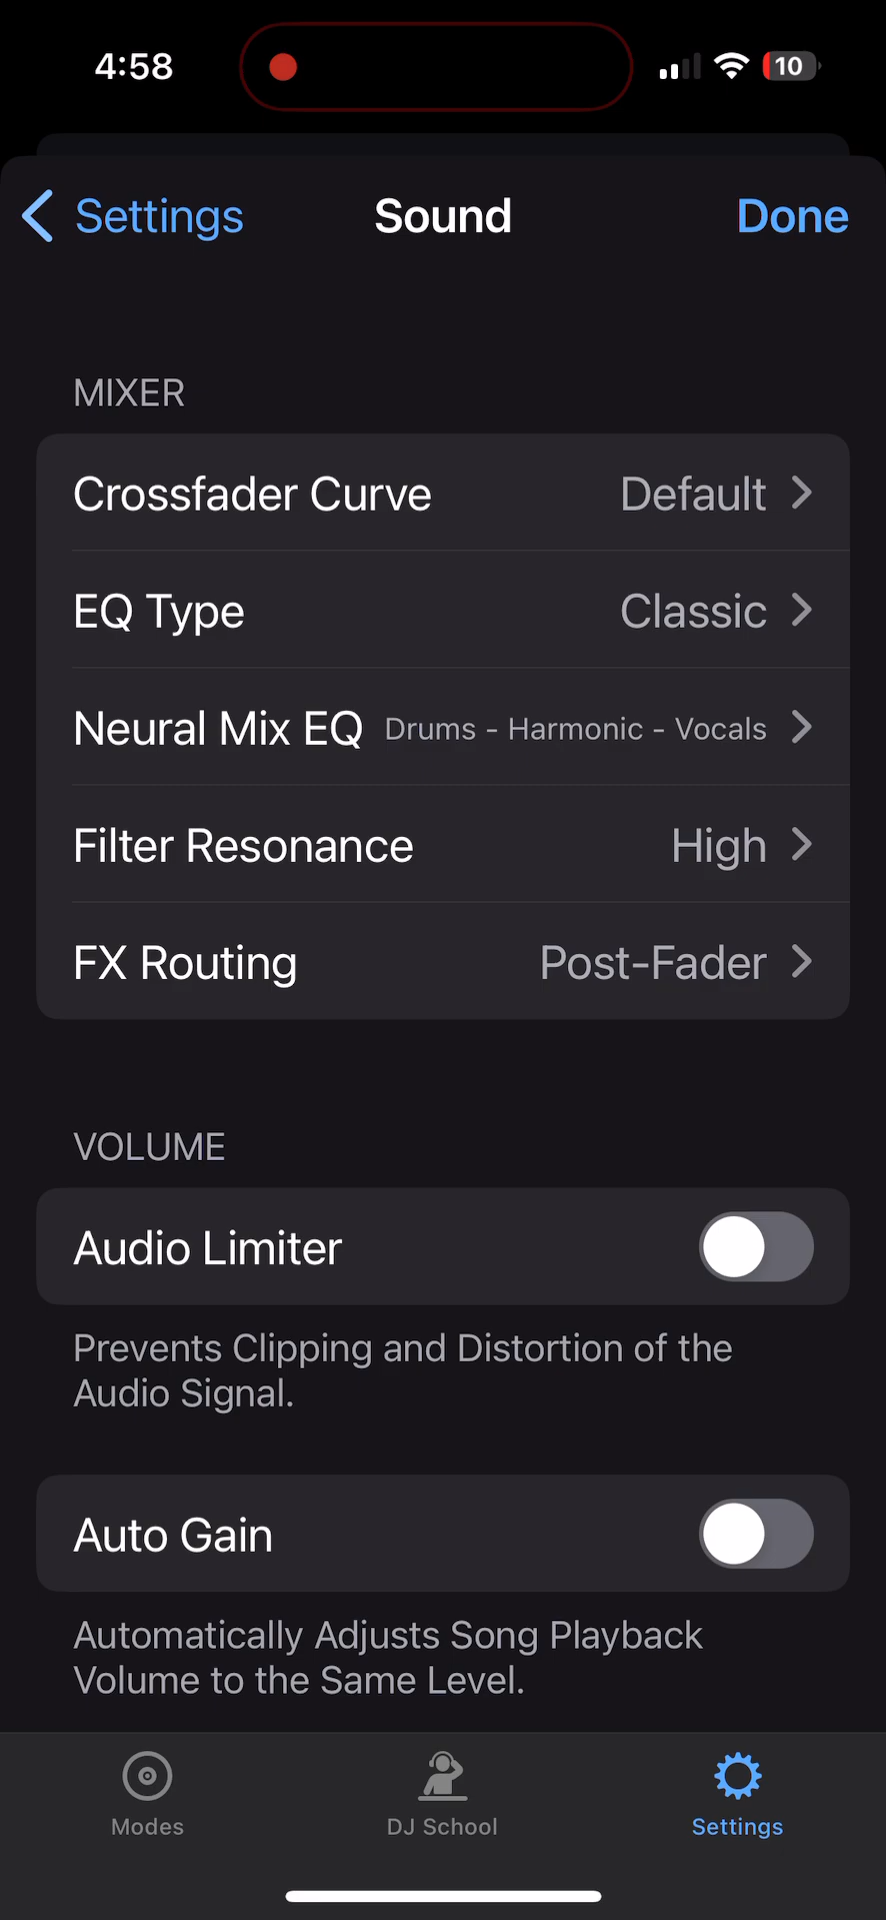 4:58
10
Settings
Sound
Done
MIXER
Crossfader Curve Default
EQ Type Classic
Neural Mix EQ Drums - Harmonic - Vocals
Filter Resonance High
FX Routing Post-Fader
VOLUME
Audio Limiter
Prevents Clipping and Distortion of the
Audio Signal.
Auto Gain
Automatically Adjusts Song Playback
Volume to the Same Level.
Modes
DJ School
Settings